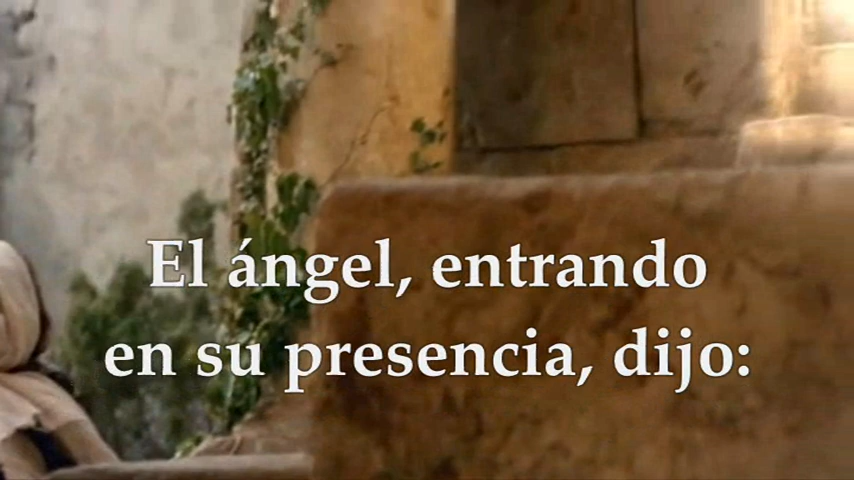 El ángel, entrando
en su presencia, dijo: